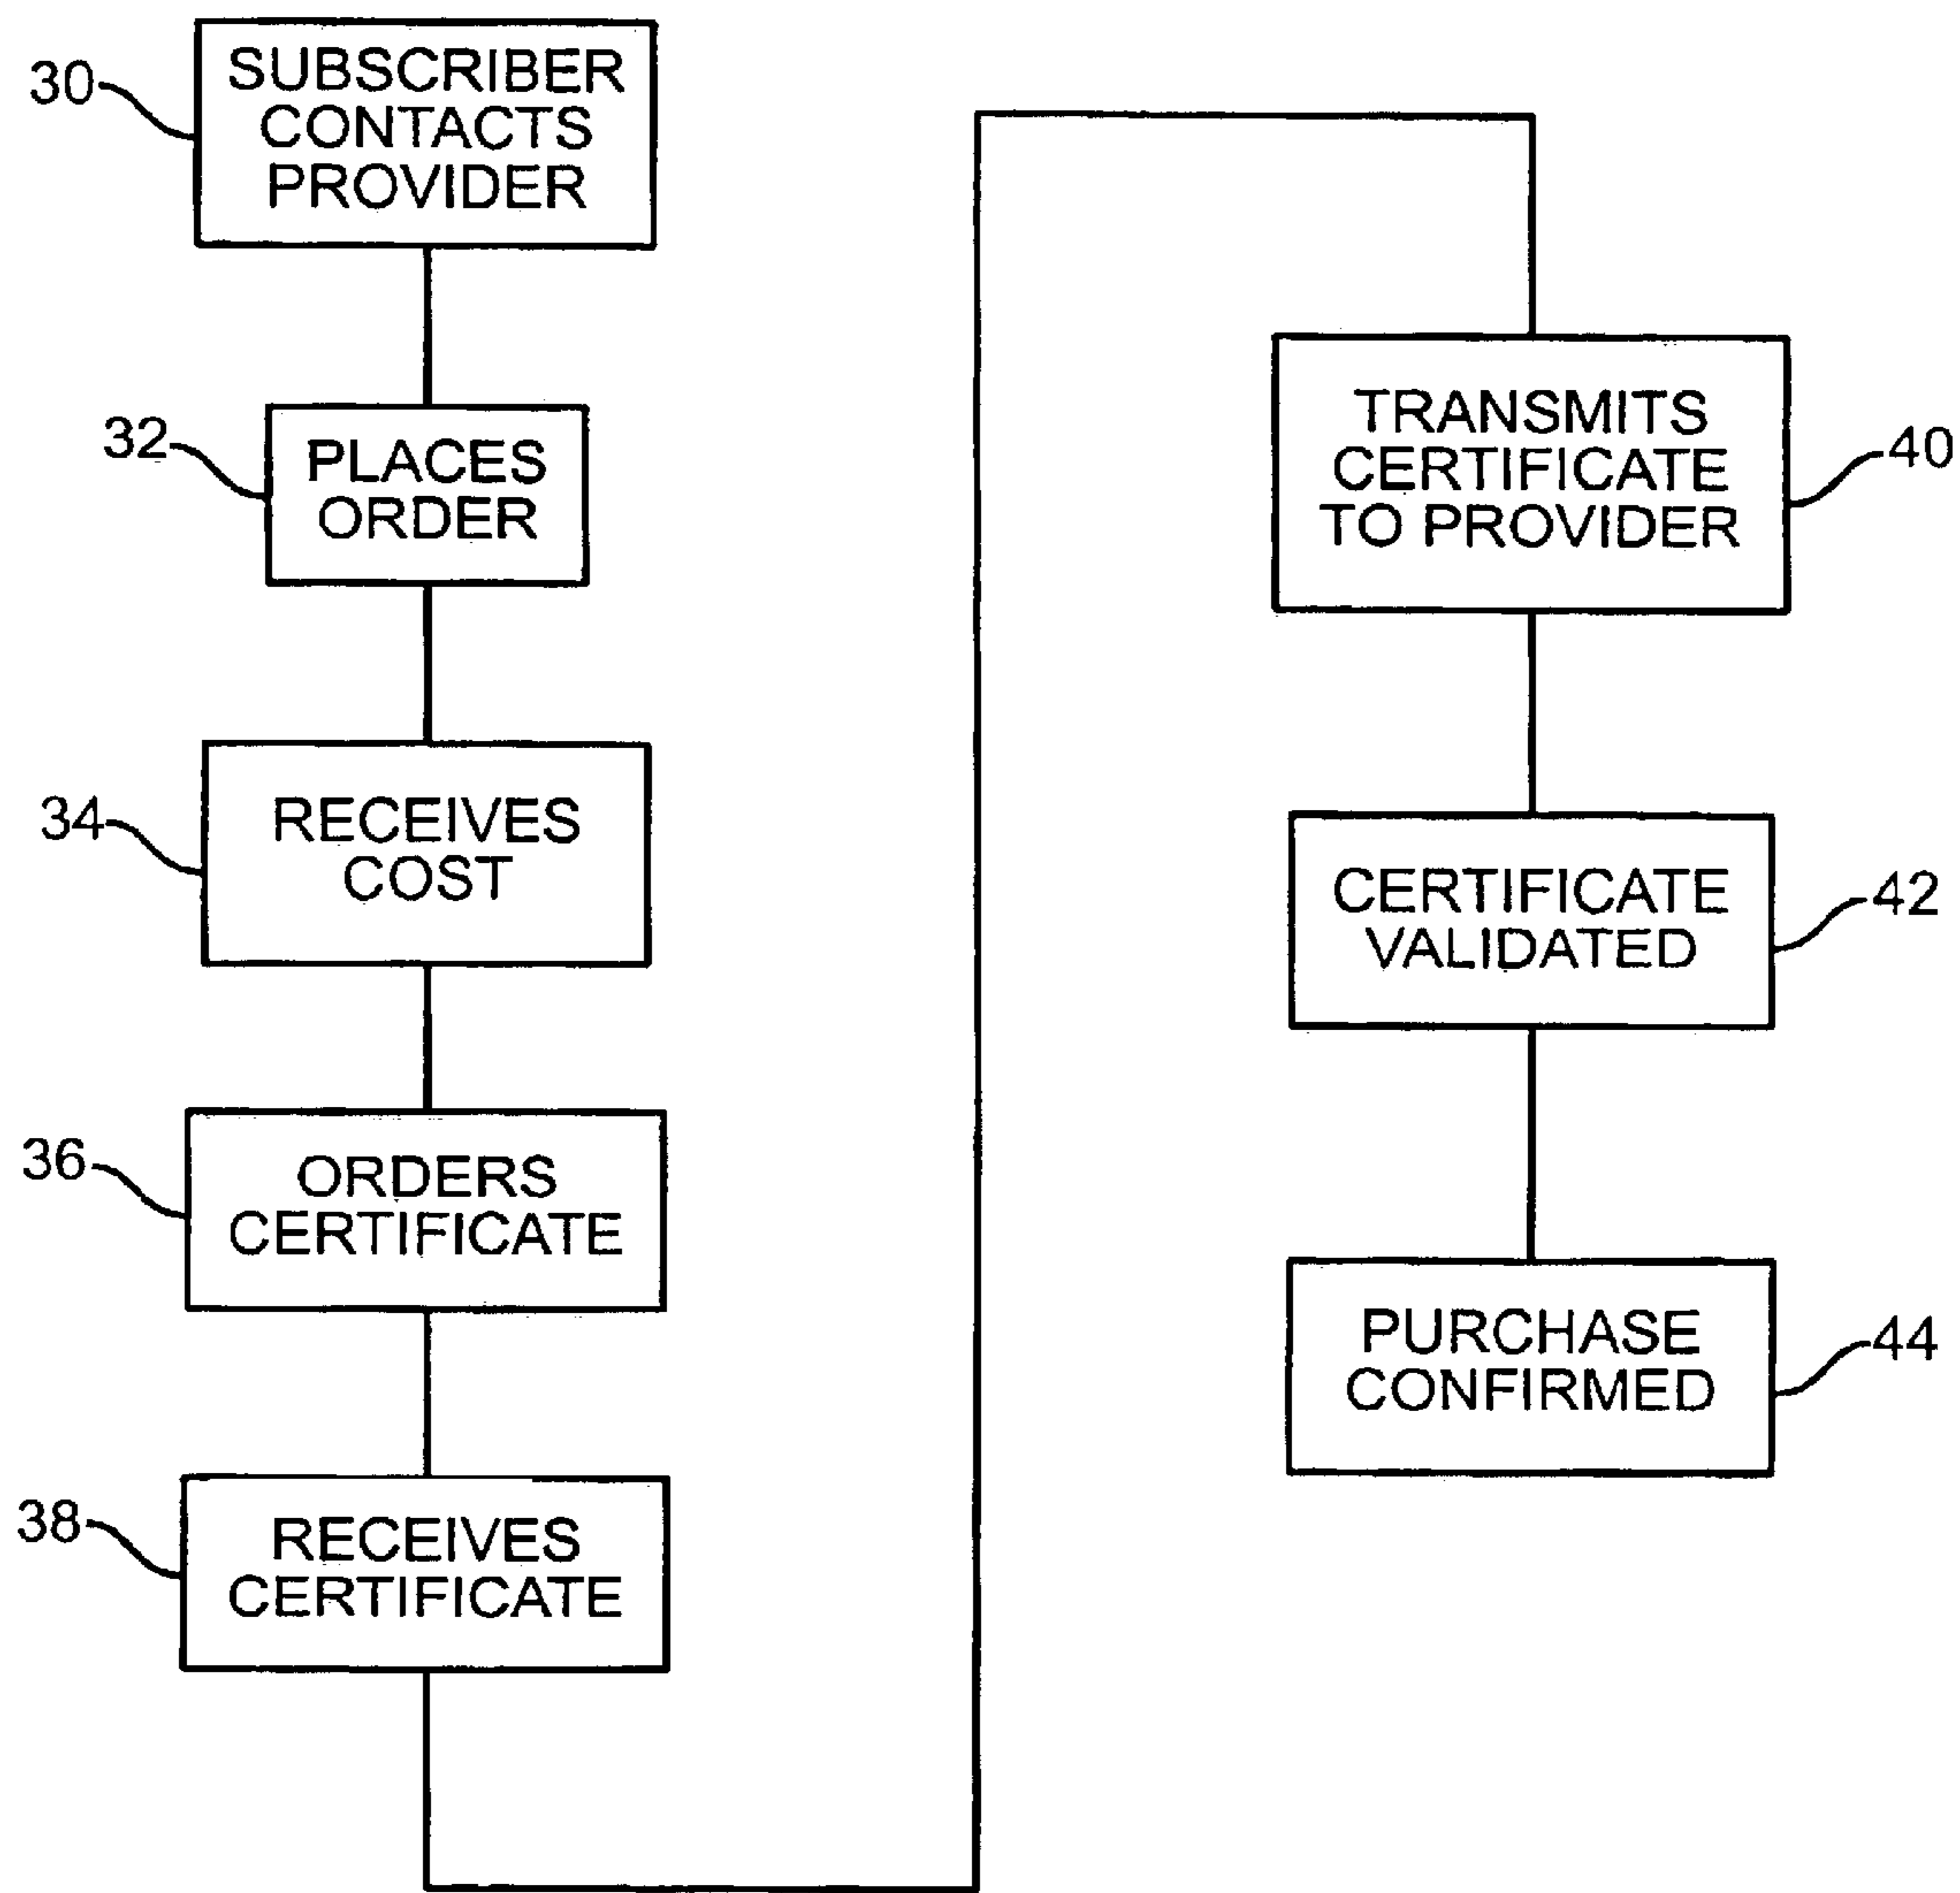 30
SUBSCRIBER
CONTACTS
PROVIDER
32
PLACES
ORDER
34
RECEIVES
COST
36
ORDERS
CERTIFICATE
38
RECEIVES
CERTIFICATE
TRANSMITS
CERTIFICATE
TO PROVIDER
40
CERTIFICATE
VALIDATED
42
PURCHASE
CONFIRMED
44